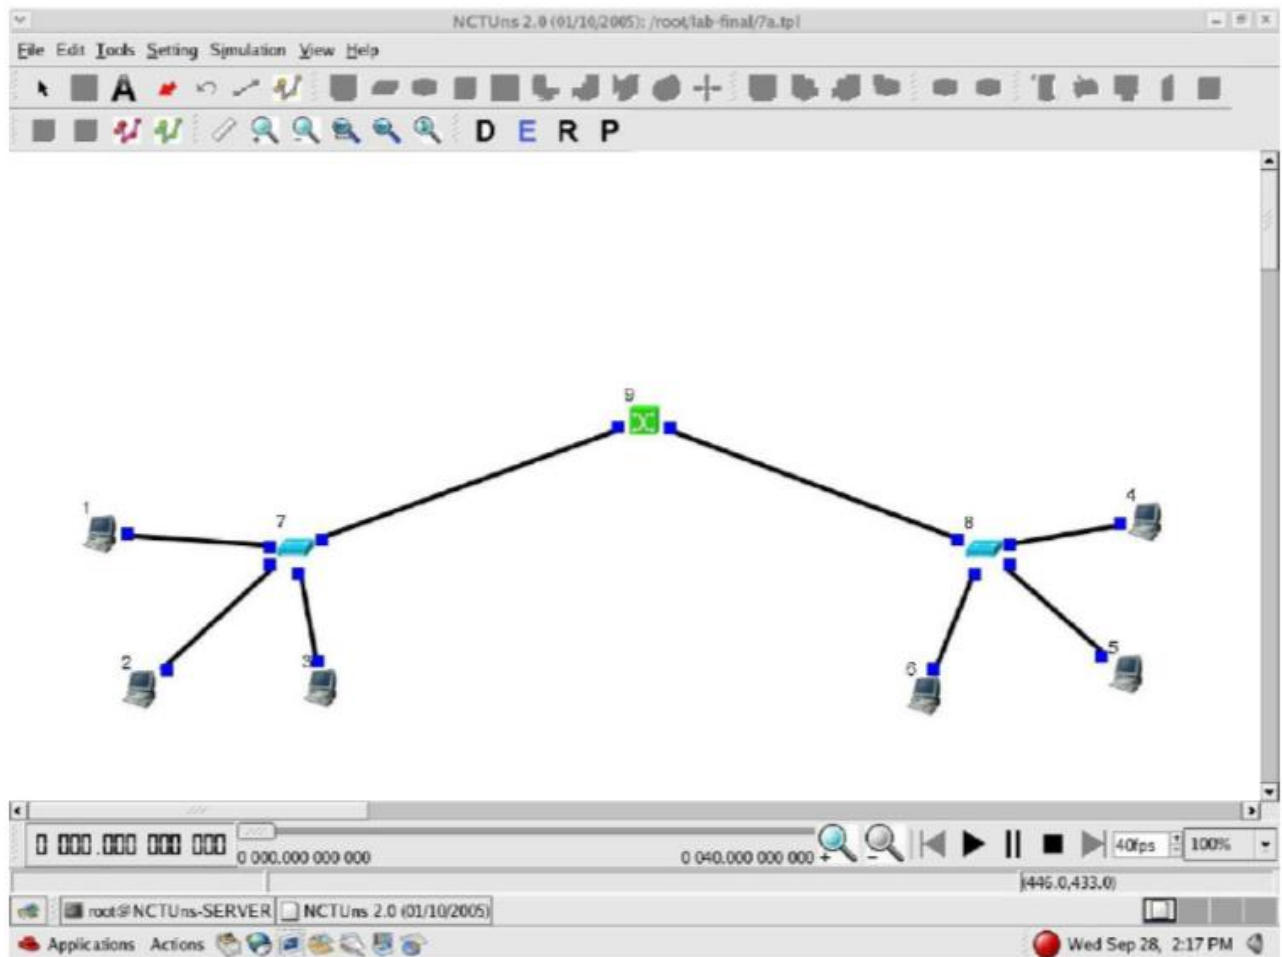 NCTUns 2.0 (01/10/2005): /root/lab-final/7a.tpl
File Edit Tools Setting Simulation View Help
A
D E R P
9
1
7
2
3
4
8
5
6
0 000.000 000 000
0 000.000 000 000
0 040.000 000 000
40fps
100%
(446.0,433.0)
root@NCTUns-SERVER
NCTUns 2.0 (01/10/2005)
Applications Actions
Wed Sep 28, 2:17 PM